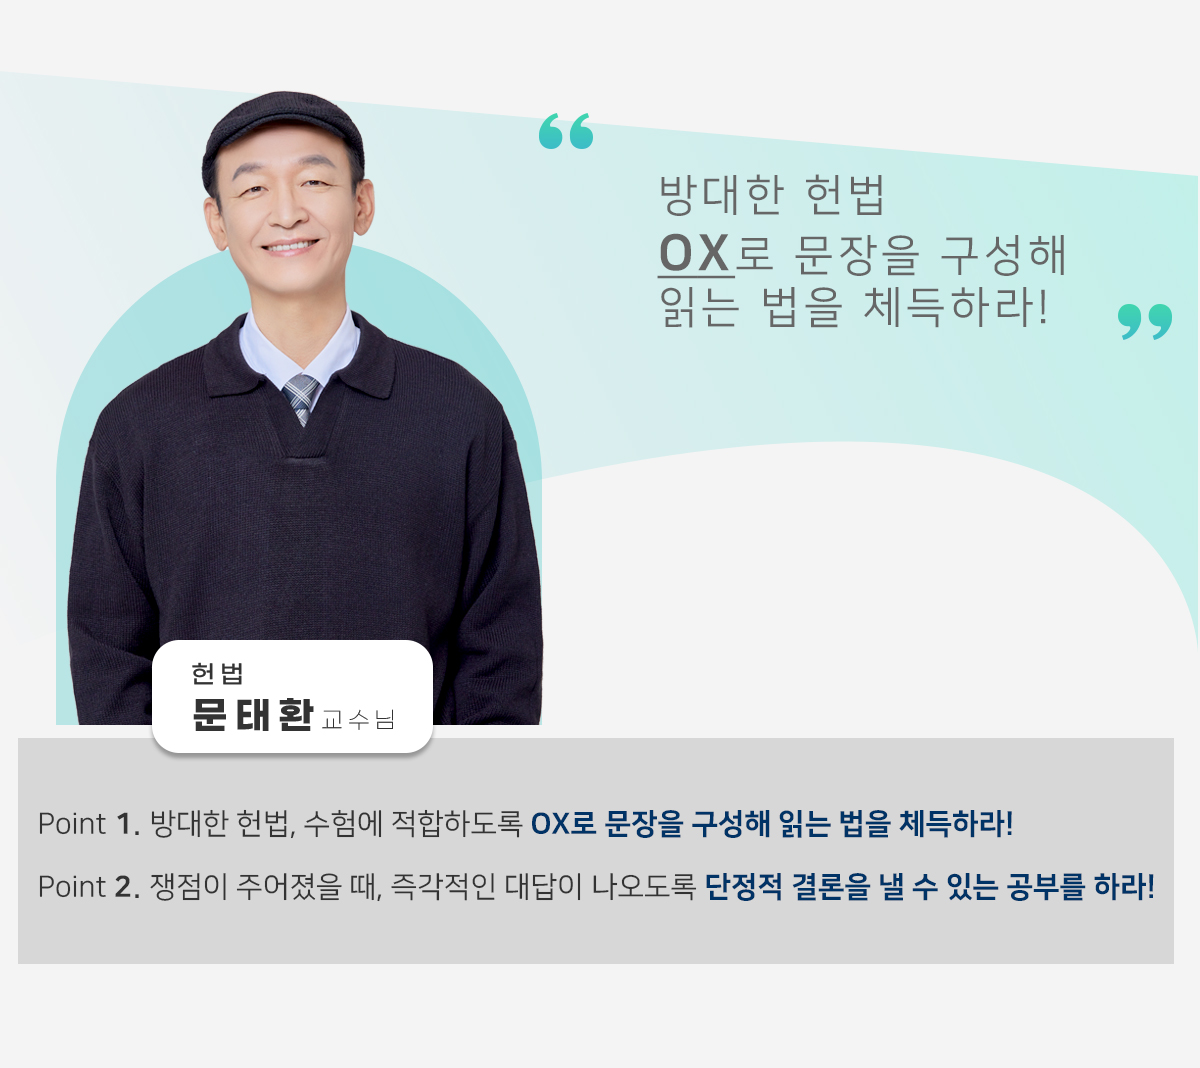 방대한 헌법
OX로 문장을 구성해
읽는 법을 체득하라!
헌법
문태환 교수님
Point 1. 방대한 헌법, 수험에 적합하도록 OX로 문장을 구성해 읽는 법을 체득하라!
Point 2. 쟁점이 주어졌을 때, 즉각적인 대답이 나오도록 단정적 결론을 낼 수 있는 공부를 하라!